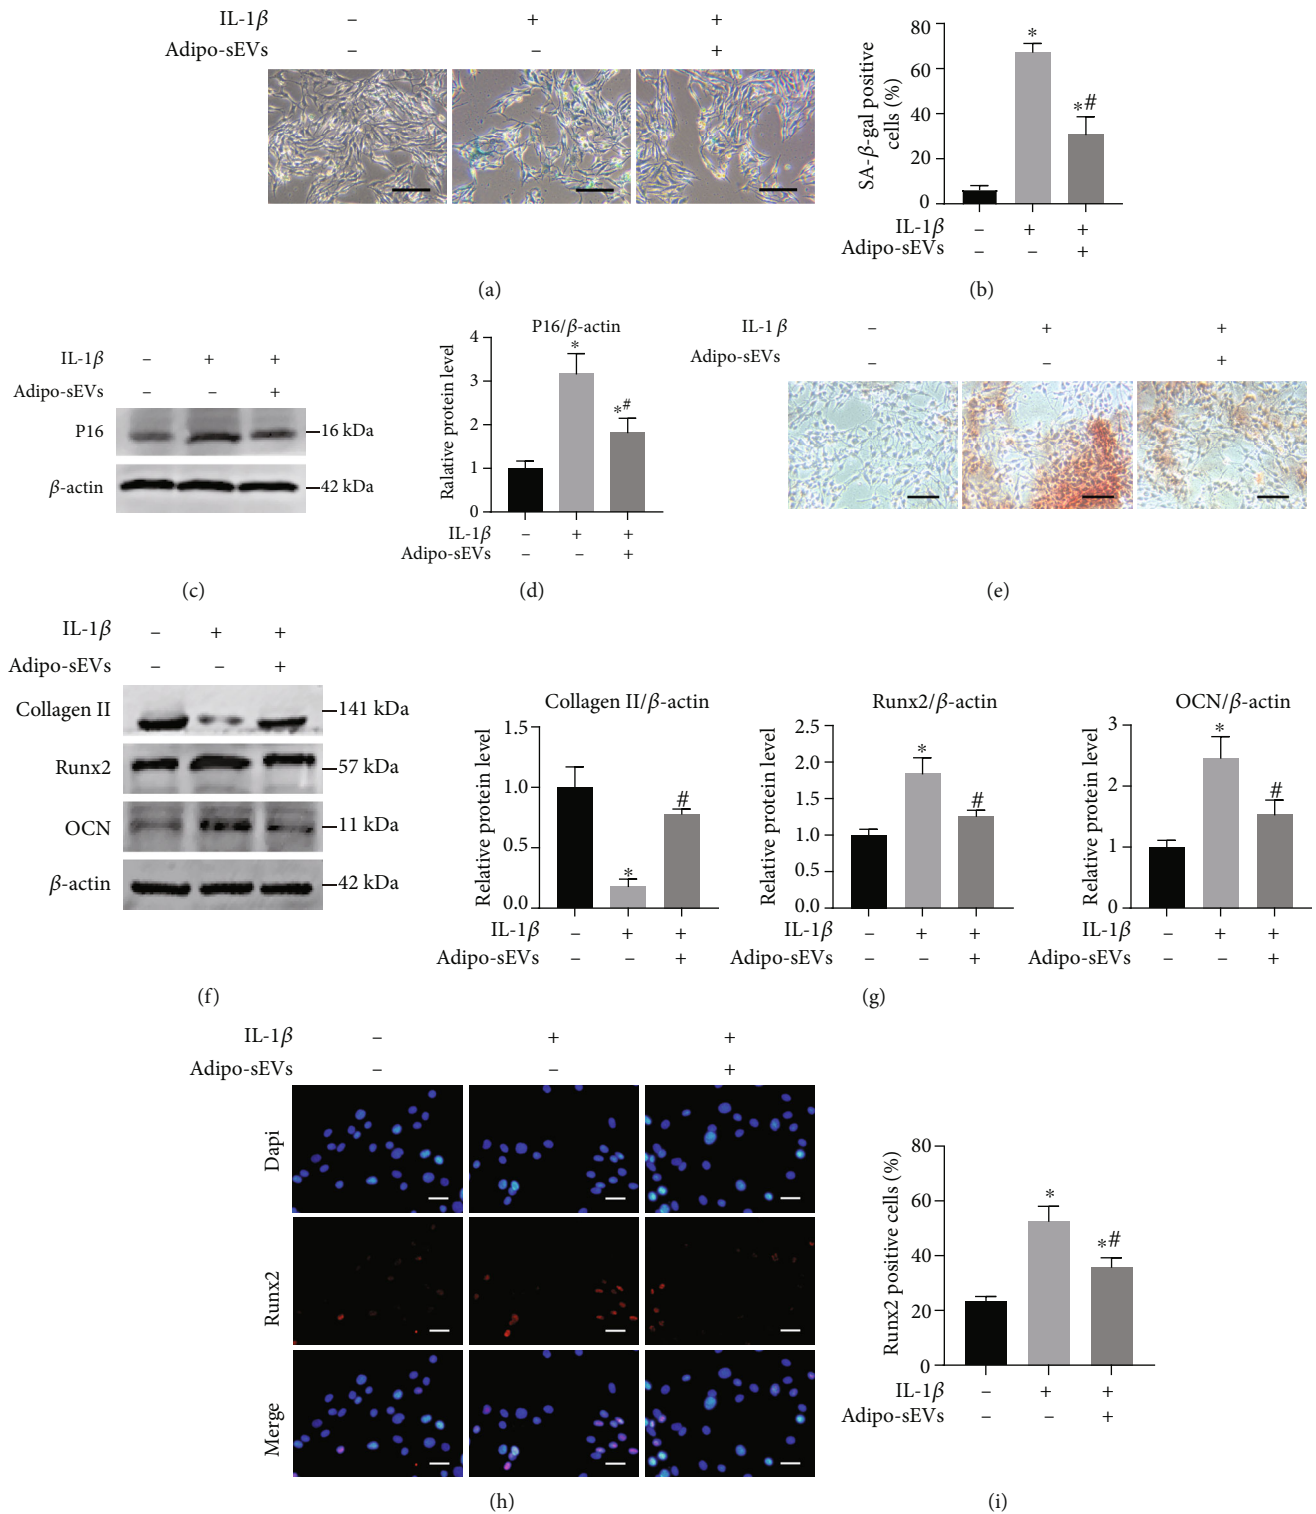 IL-1β – + +
Adipo-sEVs – – +
(a)
SA-β-gal positive
cells (%)
80
60
40
20
0
*
*#
IL-1β – + +
Adipo-sEVs – – +
(b)
IL-1β – + +
Adipo-sEVs – – +
P16 16 kDa
β-actin 42 kDa
(c)
P16/β-actin
Ralative protein level
4
3
2
1
0
*
*#
IL-1β – + +
Adipo-sEVs – – +
(d)
IL-1 β – + +
Adipo-sEVs – – +
(e)
IL-1β – + +
Adipo-sEVs – – +
Collagen II 141 kDa
Runx2 57 kDa
OCN 11 kDa
β-actin 42 kDa
(f)
Collagen II/β-actin
Relative protein level
1.5
1.0
0.5
0.0
*
#
IL-1β – + +
Adipo-sEVs – – +
Runx2/β-actin
Relative protein level
2.5
2.0
1.5
1.0
0.5
0.0
*
#
IL-1β – + +
Adipo-sEVs – – +
OCN/β-actin
Relative protein level
3
2
1
0
*
#
IL-1β – + +
Adipo-sEVs – – +
(g)
IL-1β – + +
Adipo-sEVs – – +
Dapi
Runx2
Merge
(h)
Runx2 positive cells (%)
80
60
40
20
0
*
*#
IL-1β – + +
Adipo-sEVs – – +
(i)